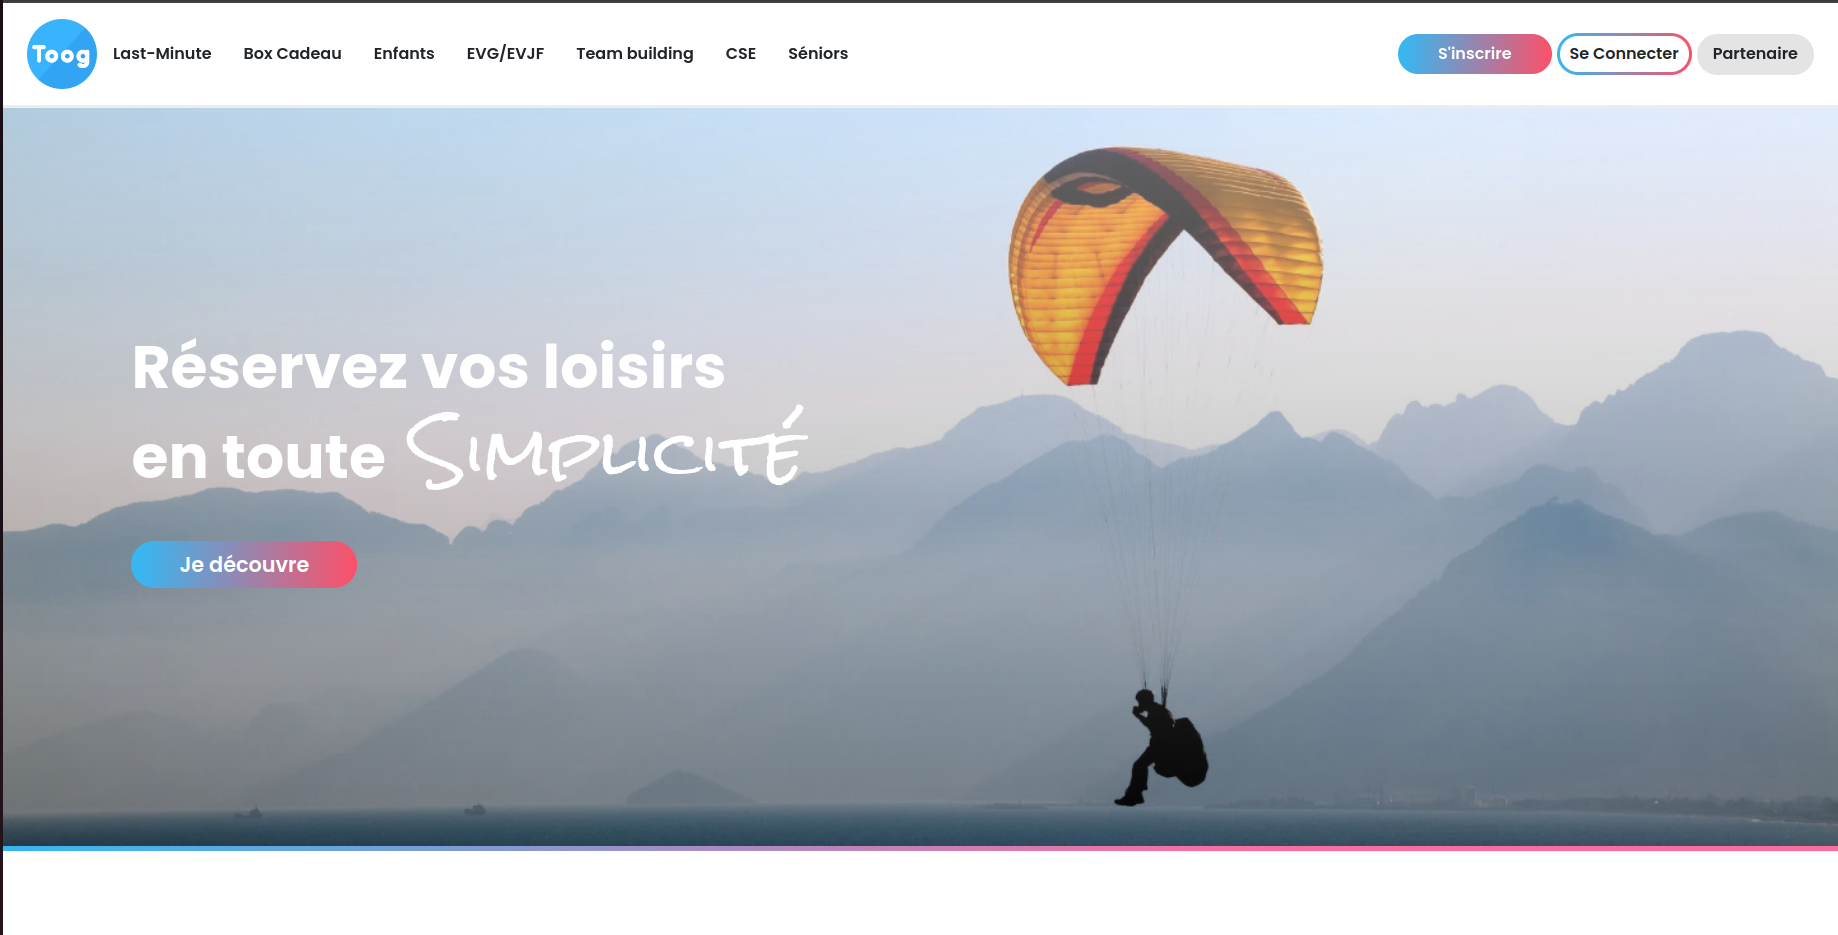 Toog
Last-Minute
Box Cadeau
Enfants
EVG/EVJF
Team building
CSE
Séniors
S'inscrire
Se Connecter
Partenaire
Réservez vos loisirs
en toute Simplicité
Je découvre